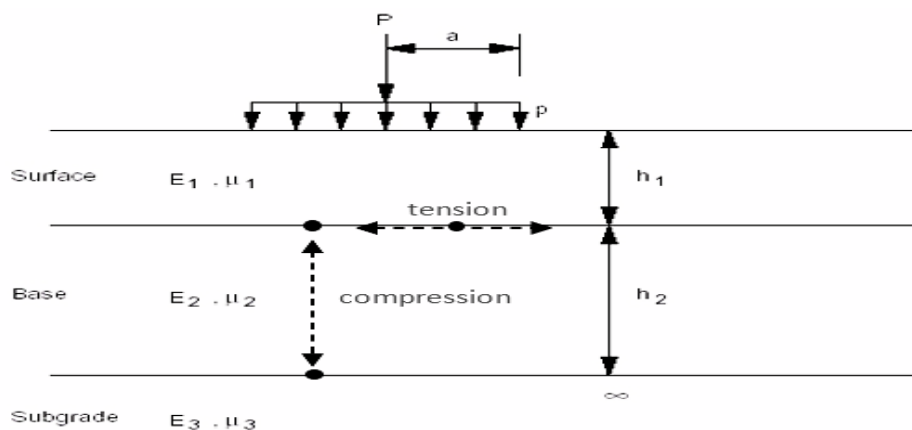 P
a
p
Surface E₁ . μ₁ h₁
tension
Base E₂ . μ₂ compression h₂
∞
Subgrade E₃ . μ₃